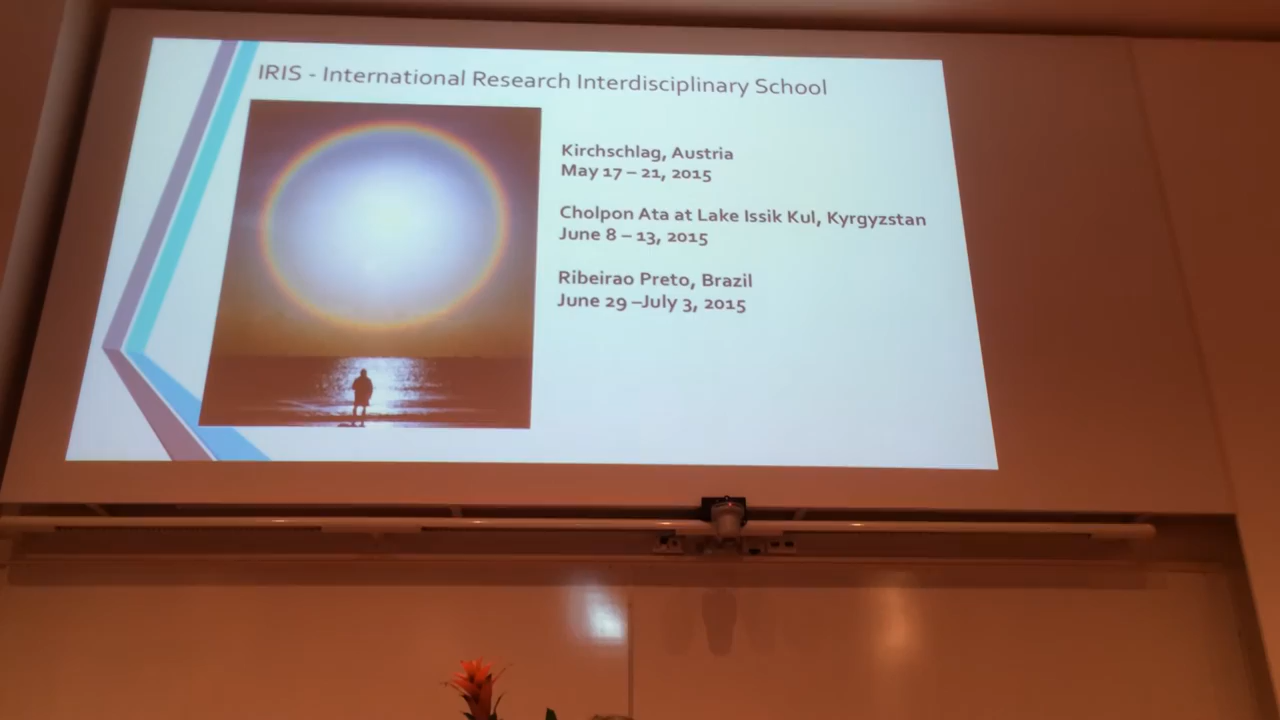 IRIS - International Research Interdisciplinary School
Kirchschlag, Austria
May 17 – 21, 2015
Cholpon Ata at Lake Issik Kul, Kyrgyzstan
June 8 – 13, 2015
Ribeirao Preto, Brazil
June 29 –July 3, 2015